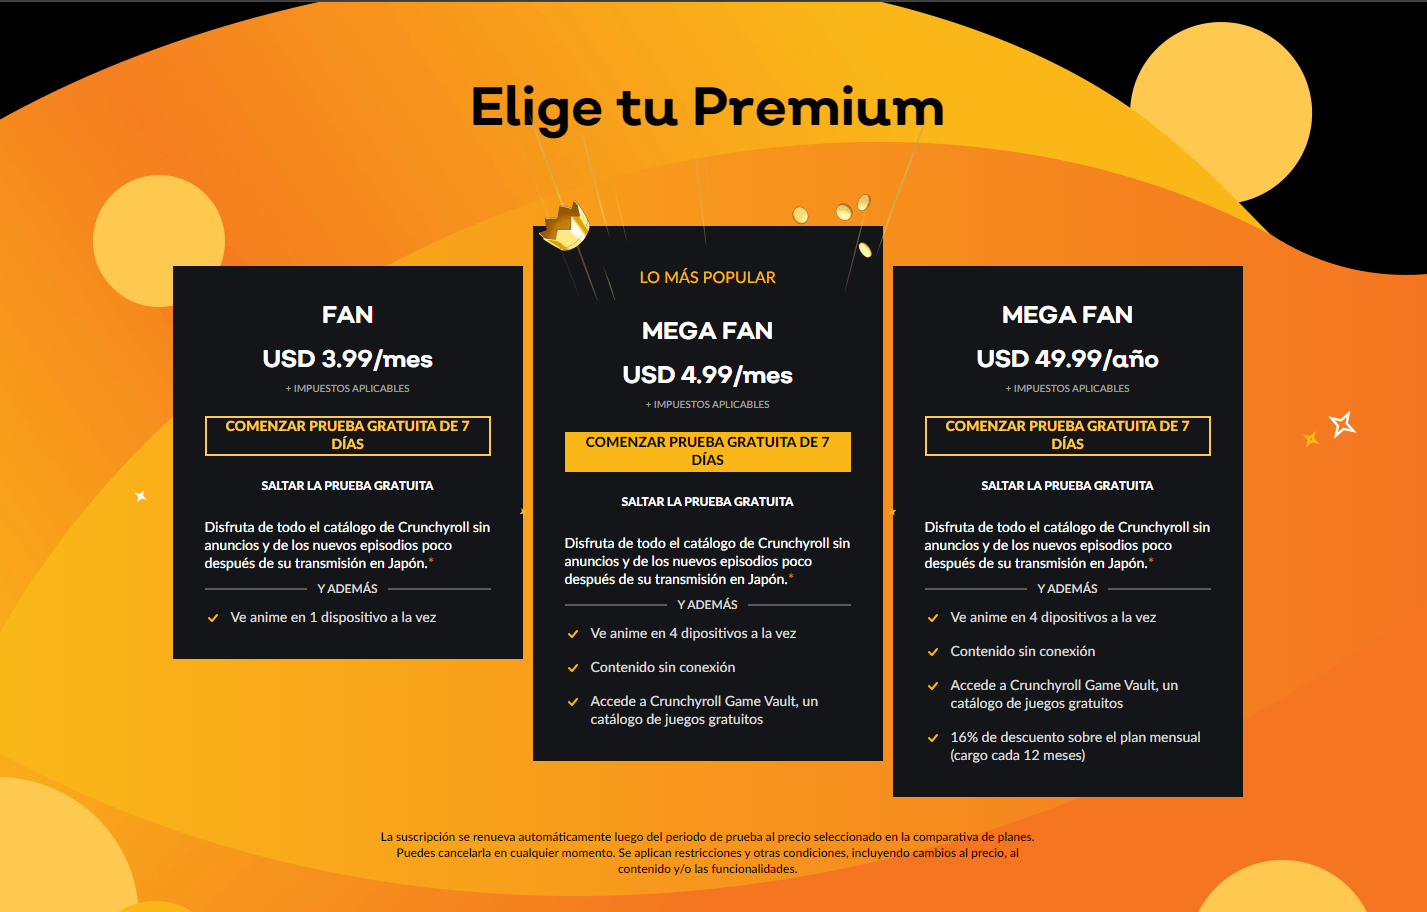 Elige tu Premium
FAN
USD 3.99/mes
+ IMPUESTOS APLICABLES
COMENZAR PRUEBA GRATUITA DE 7
DÍAS
SALTAR LA PRUEBA GRATUITA
Disfruta de todo el catálogo de Crunchyroll sin
anuncios y de los nuevos episodios poco
después de su transmisión en Japón.*
Y ADEMÁS
Ve anime en 1 dispositivo a la vez
LO MÁS POPULAR
MEGA FAN
USD 4.99/mes
+ IMPUESTOS APLICABLES
COMENZAR PRUEBA GRATUITA DE 7
DÍAS
SALTAR LA PRUEBA GRATUITA
Disfruta de todo el catálogo de Crunchyroll sin
anuncios y de los nuevos episodios poco
después de su transmisión en Japón.*
Y ADEMÁS
Ve anime en 4 dipositivos a la vez
Contenido sin conexión
Accede a Crunchyroll Game Vault, un
catálogo de juegos gratuitos
MEGA FAN
USD 49.99/año
+ IMPUESTOS APLICABLES
COMENZAR PRUEBA GRATUITA DE 7
DÍAS
SALTAR LA PRUEBA GRATUITA
Disfruta de todo el catálogo de Crunchyroll sin
anuncios y de los nuevos episodios poco
después de su transmisión en Japón.*
Y ADEMÁS
Ve anime en 4 dipositivos a la vez
Contenido sin conexión
Accede a Crunchyroll Game Vault, un
catálogo de juegos gratuitos
16% de descuento sobre el plan mensual
(cargo cada 12 meses)
La suscripción se renueva automáticamente luego del periodo de prueba al precio seleccionado en la comparativa de planes.
Puedes cancelarla en cualquier momento. Se aplican restricciones y otras condiciones, incluyendo cambios al precio, al
contenido y/o las funcionalidades.